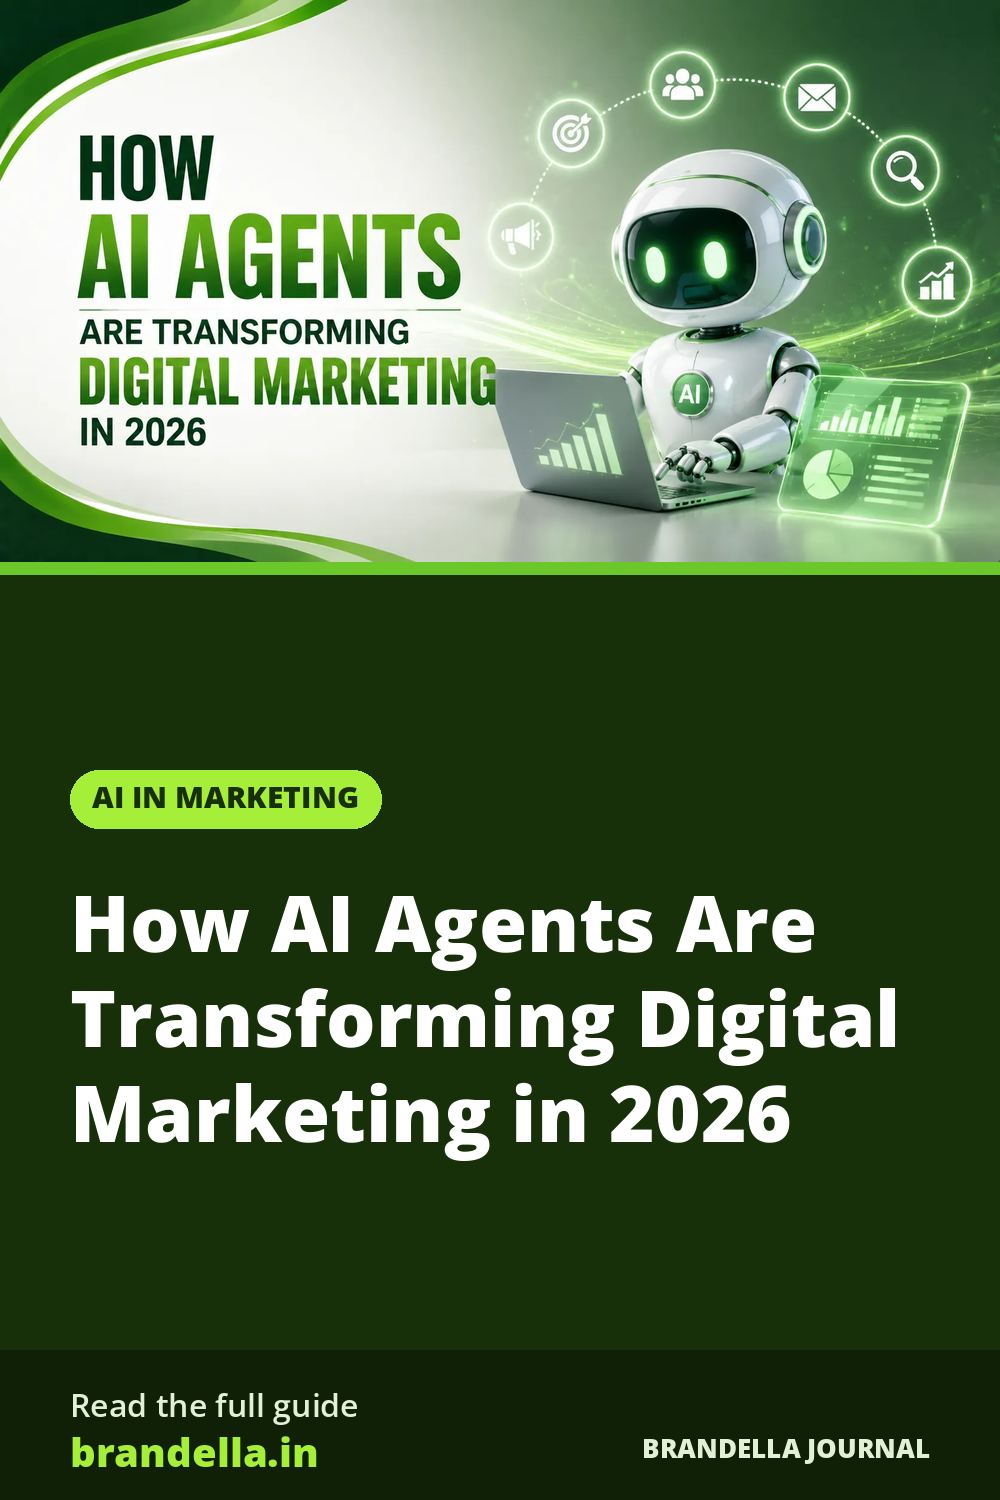 HOW
AI AGENTS
ARE TRANSFORMING
DIGITAL MARKETING
IN 2026
AI
AI IN MARKETING
How AI Agents Are
Transforming Digital
Marketing in 2026
Read the full guide
brandella.in
BRANDELLA JOURNAL